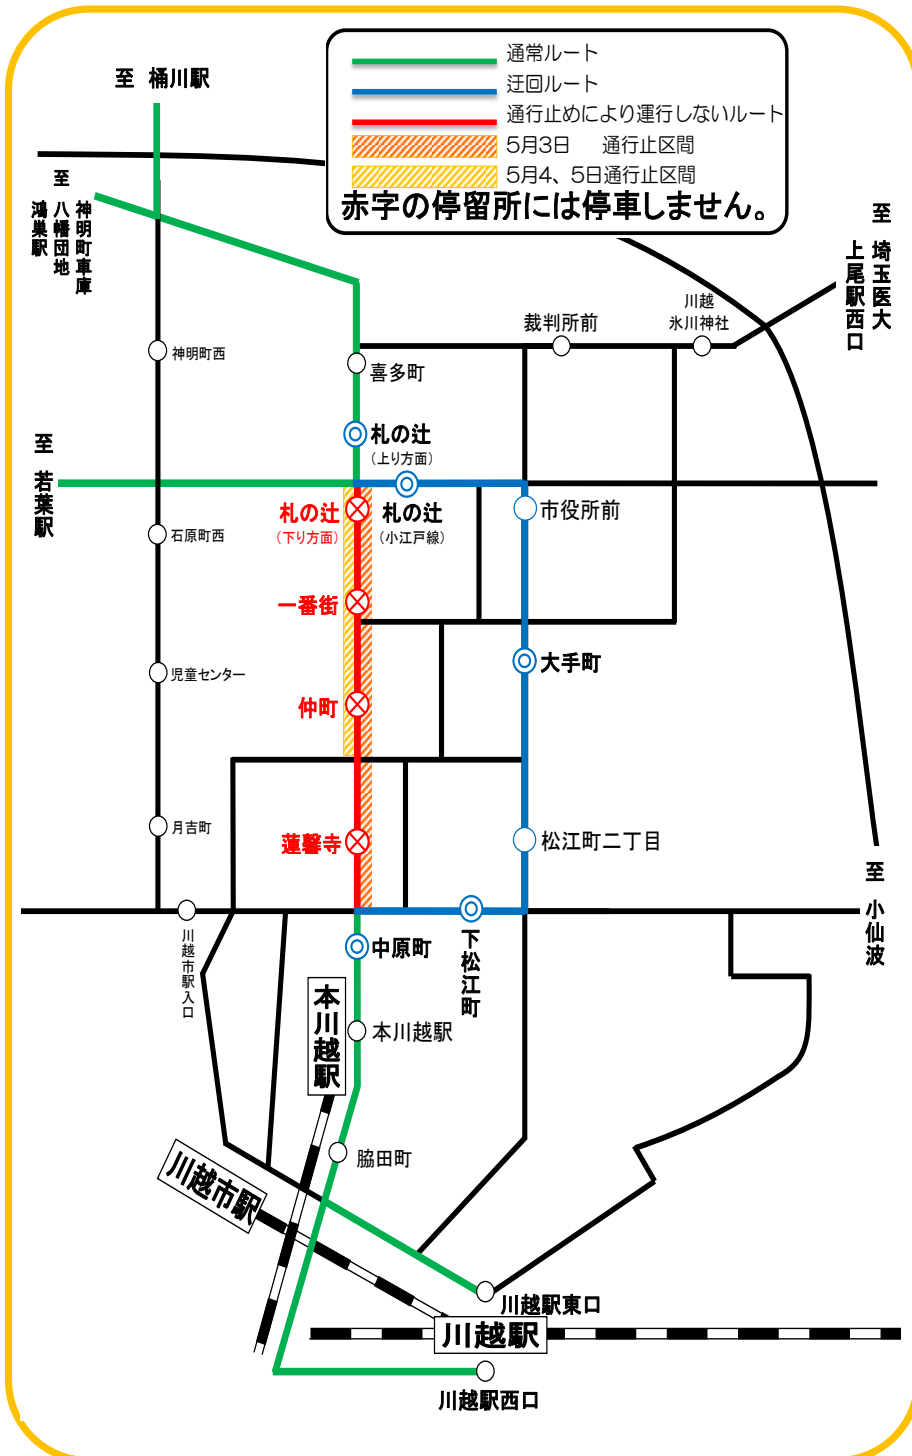 通常ルート
迂回ルート
通行止めにより運行しないルート
5月3日 通行止区間
5月4、5日通行止区間
赤字の停留所には停車しません。
至 桶川駅
至
神明町車庫
八幡団地
鴻巣駅
至
埼玉医大
上尾駅西口
川越
氷川神社
裁判所前
神明町西
喜多町
札の辻
(上り方面)
至
若葉駅
札の辻
(下り方面)
札の辻
(小江戸線)
市役所前
石原町西
一番街
大手町
児童センター
仲町
月吉町
蓮馨寺
松江町二丁目
至
小仙波
川越市駅入口
中原町
下松江町
本川越駅
本川越駅
脇田町
川越市駅
川越駅東口
川越駅
川越駅西口